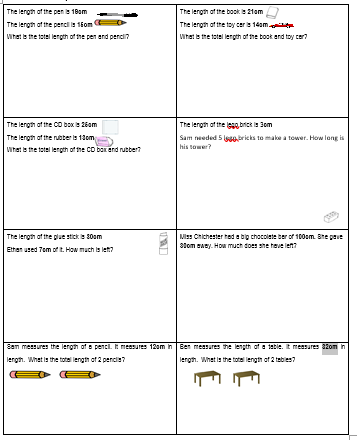 The length of the pen is 19cm
The length of the pencil is 15cm
What is the total length of the pen and pencil?
The length of the book is 21cm
The length of the toy car is 14cm
What is the total length of the book and toy car?
The length of the CD box is 25cm
The length of the rubber is 13cm
What is the total length of the CD box and rubber?
The length of the lego brick is 3cm
Sam needed 5 lego bricks to make a tower. How long is
his tower?
The length of the glue stick is 30cm
Ethan used 7cm of it. How much is left?
Miss Chichester had a big chocolate bar of 100cm. She gave
30cm away. How much does she have left?
Sam measures the length of a pencil. It measures 12cm in
length. What is the total length of 2 pencils?
Ben measures the length of a table. It measures 32cm in
length. What is the total length of 2 tables?